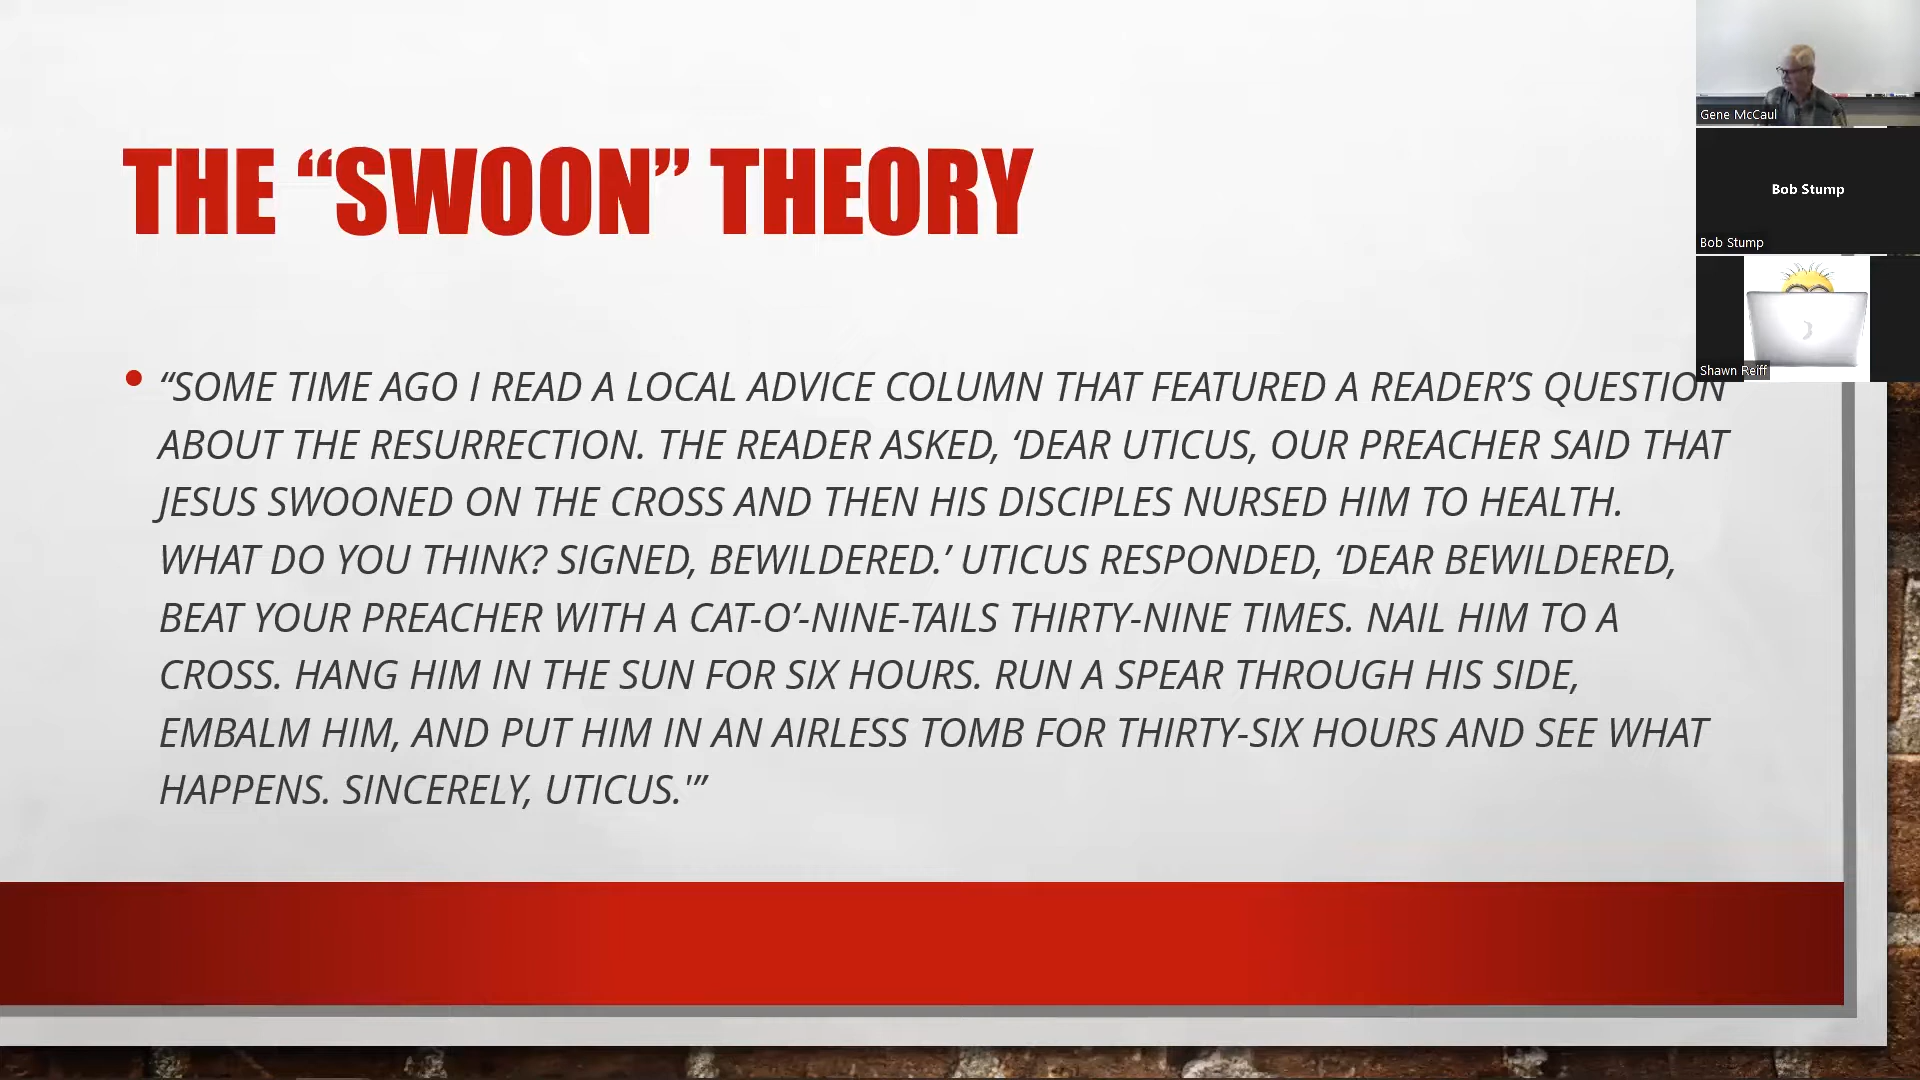 THE “SWOON” THEORY
• “SOME TIME AGO I READ A LOCAL ADVICE COLUMN THAT FEATURED A READER’S QUESTION
ABOUT THE RESURRECTION. THE READER ASKED, ‘DEAR UTICUS, OUR PREACHER SAID THAT
JESUS SWOONED ON THE CROSS AND THEN HIS DISCIPLES NURSED HIM TO HEALTH.
WHAT DO YOU THINK? SIGNED, BEWILDERED.’ UTICUS RESPONDED, ‘DEAR BEWILDERED,
BEAT YOUR PREACHER WITH A CAT-O’-NINE-TAILS THIRTY-NINE TIMES. NAIL HIM TO A
CROSS. HANG HIM IN THE SUN FOR SIX HOURS. RUN A SPEAR THROUGH HIS SIDE,
EMBALM HIM, AND PUT HIM IN AN AIRLESS TOMB FOR THIRTY-SIX HOURS AND SEE WHAT
HAPPENS. SINCERELY, UTICUS.'”
Gene McCaul
Bob Stump
Bob Stump
Shawn Reiff